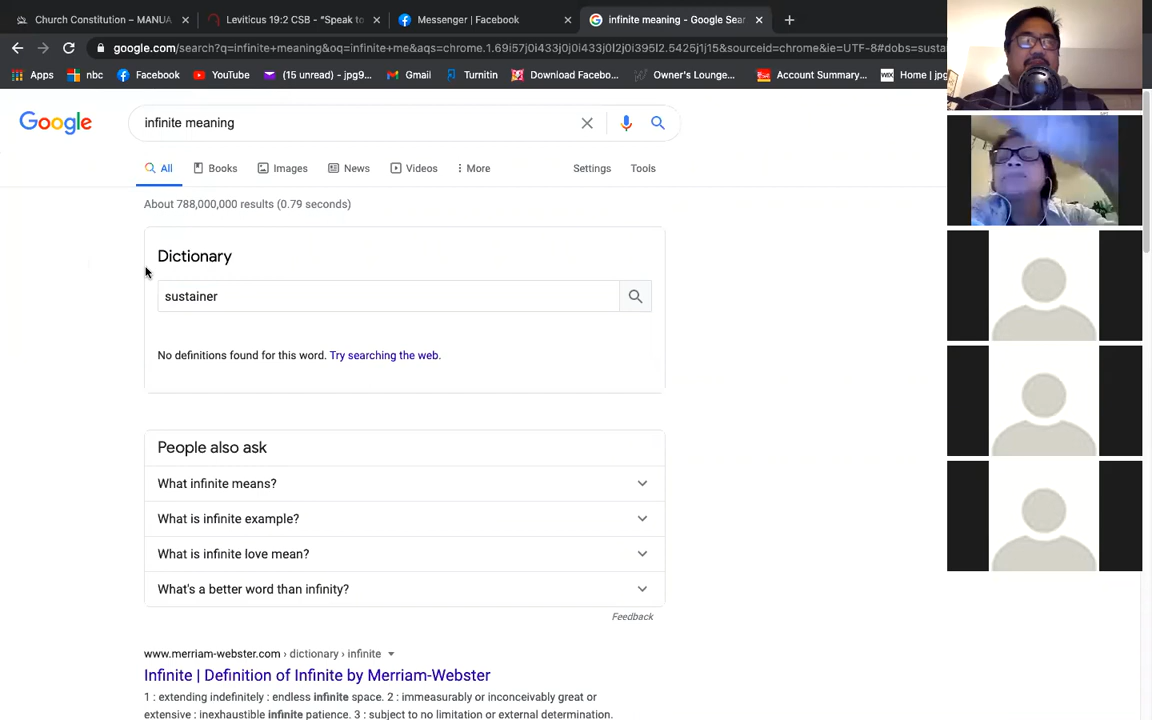 Church Constitution – MANUA
Leviticus 19:2 CSB - "Speak to
Messenger | Facebook
infinite meaning - Google Sear
google.com/search?q=infinite+meaning&oq=infinite+me&aqs=chrome.1.69i57j0i433j0j0i433j0l2j0i395l2.5425j1j15&sourceid=chrome&ie=UTF-8#dobs=susta
Apps
nbc
Facebook
YouTube
(15 unread) - jpg9...
Gmail
Turnitin
Download Facebo...
Owner's Lounge...
Account Summary...
WIX
Home | jpg
Google
infinite meaning
All
Books
Images
News
Videos
More
Settings
Tools
About 788,000,000 results (0.79 seconds)
Dictionary
sustainer
No definitions found for this word. Try searching the web.
People also ask
What infinite means?
What is infinite example?
What is infinite love mean?
What's a better word than infinity?
Feedback
www.merriam-webster.com › dictionary › infinite
Infinite | Definition of Infinite by Merriam-Webster
1 : extending indefinitely : endless infinite space. 2 : immeasurably or inconceivably great or
extensive : inexhaustible infinite patience. 3 : subject to no limitation or external determination.